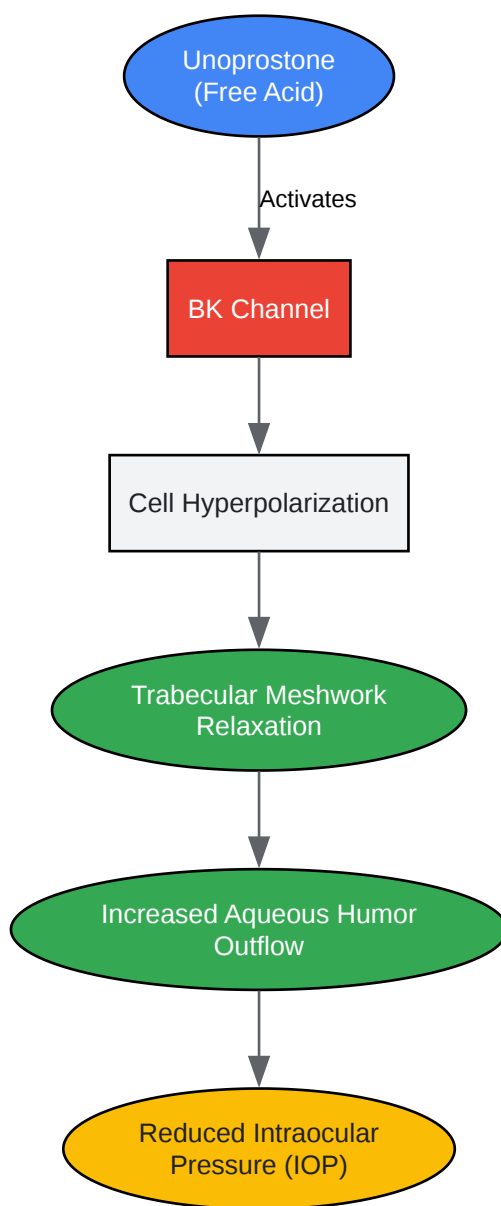 Unoprostone
(Free Acid)
Activates
BK Channel
Cell Hyperpolarization
Trabecular Meshwork
Relaxation
Increased Aqueous Humor
Outflow
Reduced Intraocular
Pressure (IOP)